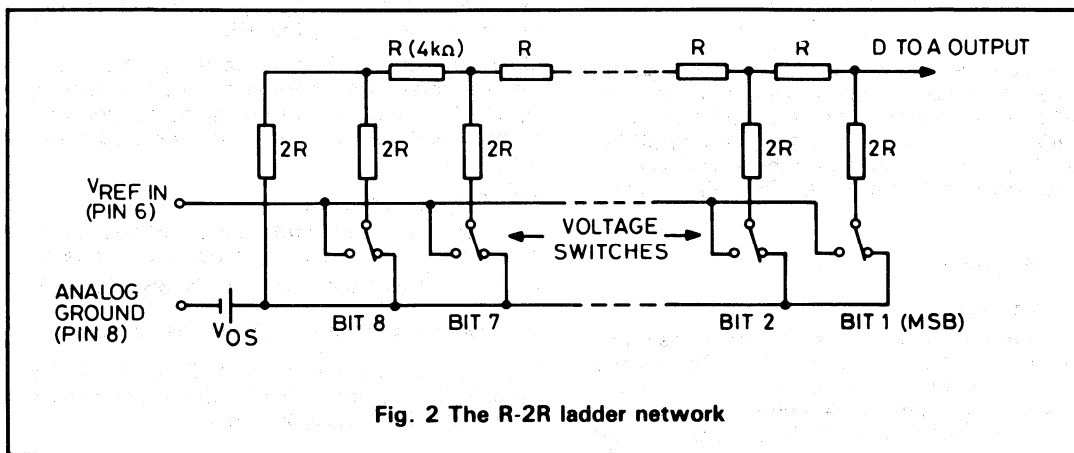 R (4kΩ) R R R D TO A OUTPUT
2R 2R 2R 2R 2R
VREF IN
(PIN 6)
VOLTAGE
SWITCHES
ANALOG
GROUND
(PIN 8)
VOS
BIT 8 BIT 7 BIT 2 BIT 1 (MSB)
Fig. 2 The R-2R ladder network